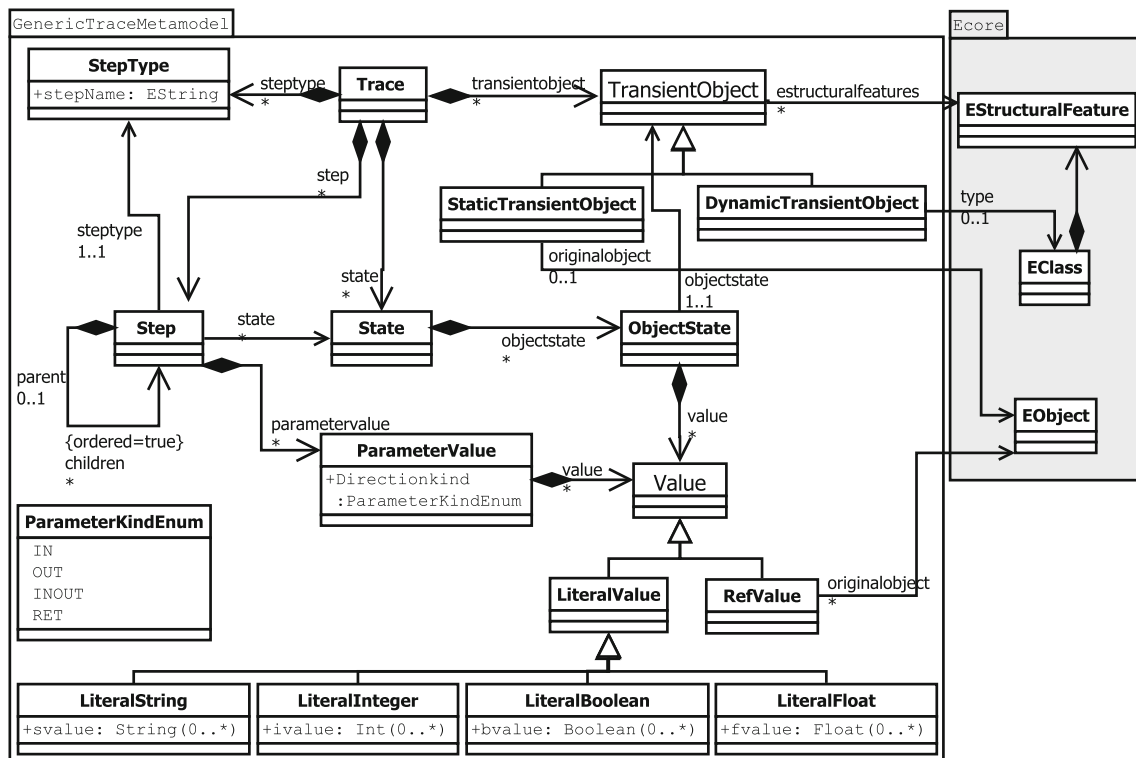 GenericTraceMetamodel
Ecore
StepType
+stepName: EString
steptype
*
Trace
transientobject
*
TransientObject
estructuralfeatures
*
EStructuralFeature
step
*
StaticTransientObject
DynamicTransientObject
type
0..1
steptype
1..1
originalobject
0..1
EClass
state
*
objectstate
1..1
Step
state
*
State
objectstate
*
ObjectState
parent
0..1
{ordered=true}
children
*
parametervalue
*
value
*
EObject
ParameterValue
+Directionkind
:ParameterKindEnum
value
*
Value
ParameterKindEnum
IN
OUT
INOUT
RET
LiteralValue
RefValue
originalobject
*
LiteralString
+svalue: String(0..*)
LiteralInteger
+ivalue: Int(0..*)
LiteralBoolean
+bvalue: Boolean(0..*)
LiteralFloat
+fvalue: Float(0..*)